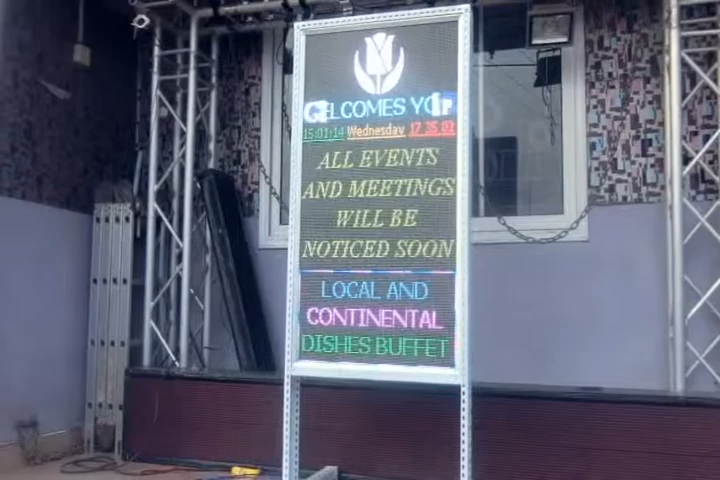 ELCOMES YO
15:01:14 Wednesday 17:35:01
ALL EVENTS
AND MEETINGS
WILL BE
NOTICED SOON
LOCAL AND
CONTINENTAL
DISHES BUFFET